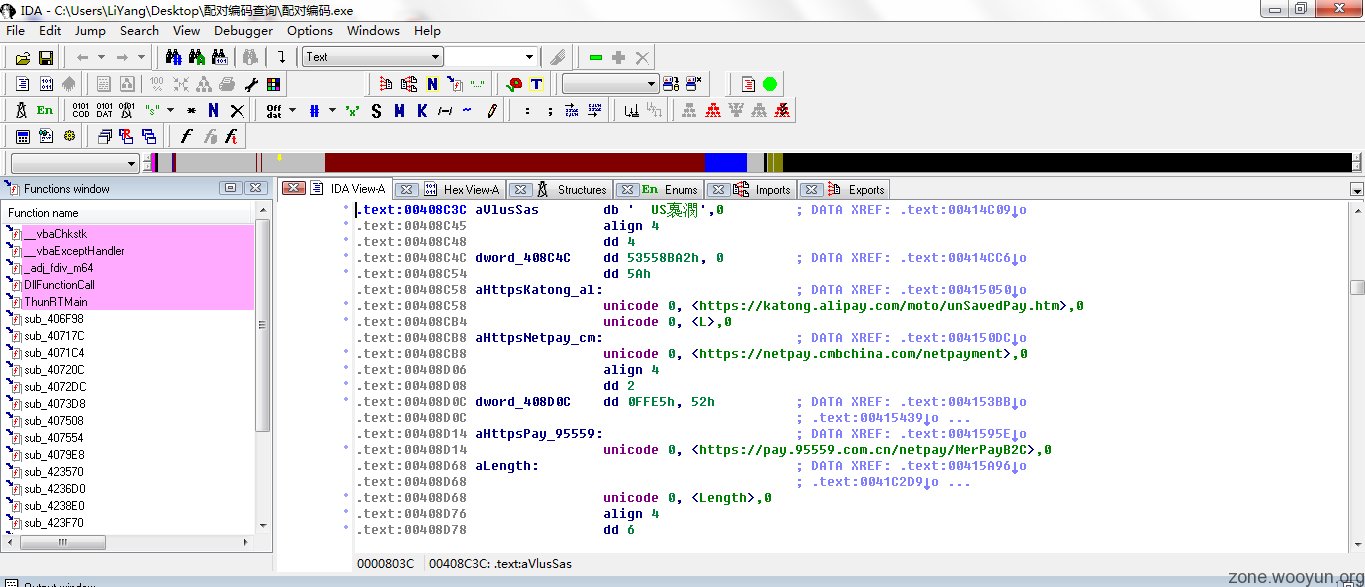 IDA - C:\Users\LiYang\Desktop\配对编码查询\配对编码.exe
File Edit Jump Search View Debugger Options Windows Help
Text
En
Functions window
IDA View-A Hex View-A Structures En Enums Imports Exports
Function name
__vbaChkstk
__vbaExceptHandler
_adj_fdiv_m64
DllFunctionCall
ThunRTMain
sub_406F98
sub_40717C
sub_4071C4
sub_40720C
sub_4072DC
sub_4073D8
sub_407508
sub_407554
sub_4079E8
sub_423570
sub_4236D0
sub_4238E0
sub_423F70
.text:00408C3C aVlusSas db ' US裹潤',0 ; DATA XREF: .text:00414C09↓o
.text:00408C45 align 4
.text:00408C48 dd 4
.text:00408C4C dword_408C4C dd 53558BA2h, 0 ; DATA XREF: .text:00414CC6↓o
.text:00408C54 dd 5Ah
.text:00408C58 aHttpsKatong_al: ; DATA XREF: .text:00415050↓o
.text:00408C58 unicode 0, <https://katong.alipay.com/moto/unSavedPay.htm>,0
.text:00408CB4 unicode 0, <L>,0
.text:00408CB8 aHttpsNetpay_cm: ; DATA XREF: .text:004150DC↓o
.text:00408CB8 unicode 0, <https://netpay.cmbchina.com/netpayment>,0
.text:00408D06 align 4
.text:00408D08 dd 2
.text:00408D0C dword_408D0C dd 0FFE5h, 52h ; DATA XREF: .text:004153BB↓o
.text:00408D0C ; .text:00415439↓o ...
.text:00408D14 aHttpsPay_95559: ; DATA XREF: .text:0041595E↓o
.text:00408D14 unicode 0, <https://pay.95559.com.cn/netpay/MerPayB2C>,0
.text:00408D68 aLength: ; DATA XREF: .text:00415A96↓o
.text:00408D68 ; .text:0041C2D9↓o ...
.text:00408D68 unicode 0, <Length>,0
.text:00408D76 align 4
.text:00408D78 dd 6
0000803C 00408C3C: .text:aVlusSas
zone.wooyun.org